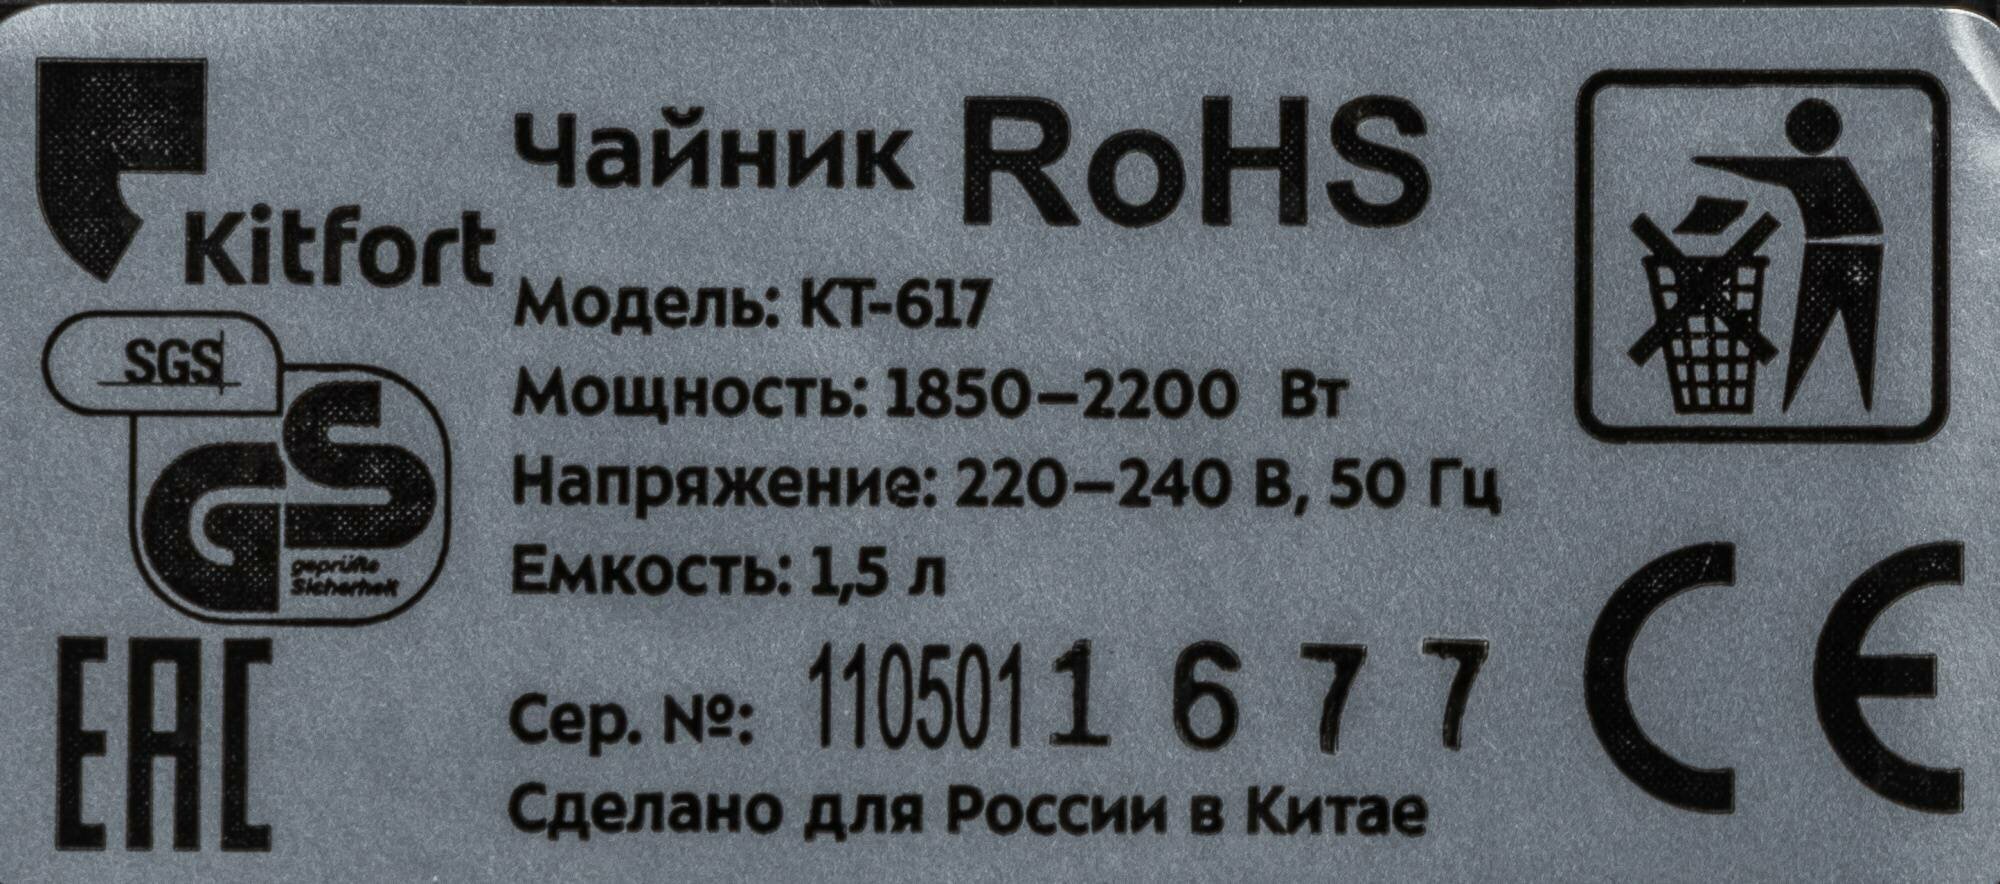 Kitfort
Чайник RoHS
Модель: КТ-617
Мощность: 1850–2200 Вт
Напряжение: 220–240 В, 50 Гц
Емкость: 1,5 л
Сер. №: 1105011 6 7 7
Сделано для России в Китае
SGS
GS
geprüfte
Sicherheit
EAC
CE